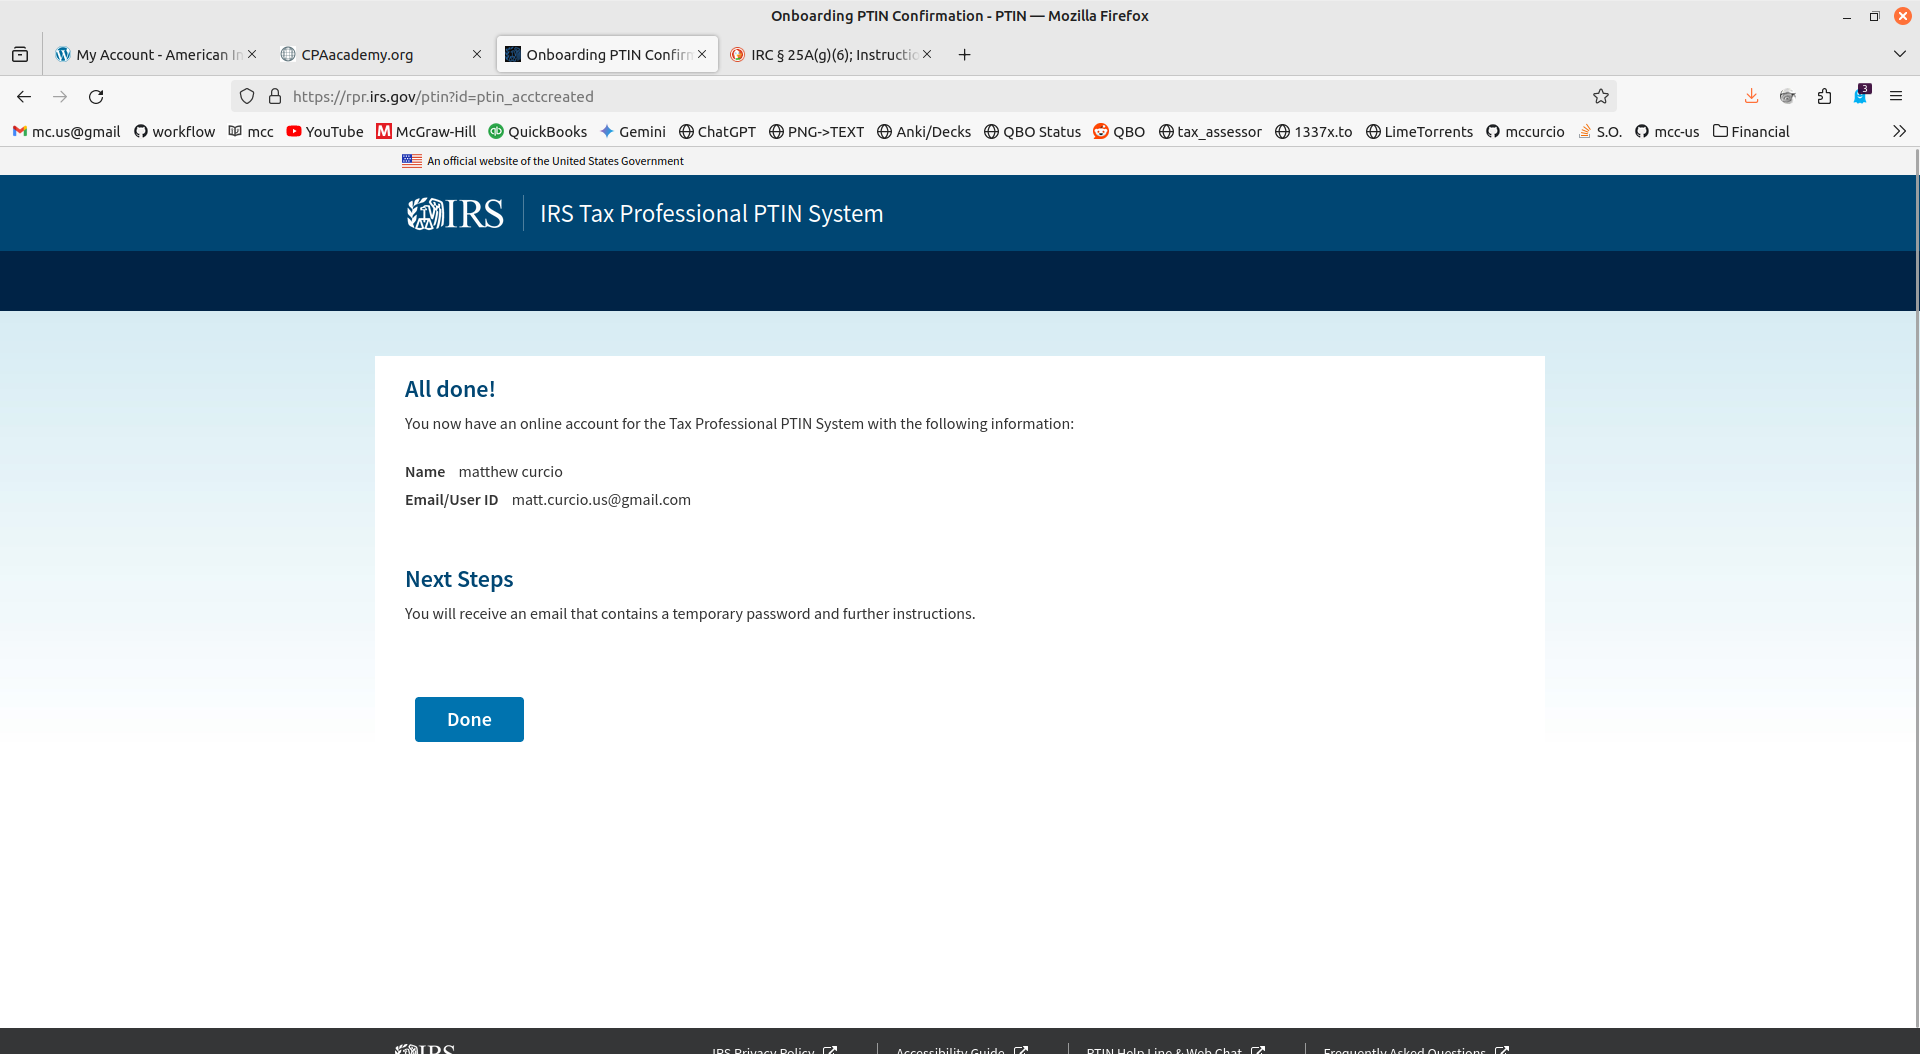 Onboarding PTIN Confirmation - PTIN — Mozilla Firefox
My Account - American In
CPAacademy.org
Onboarding PTIN Confirm
IRC § 25A(g)(6); Instructio
https://rpr.irs.gov/ptin?id=ptin_acctcreated
3
mc.us@gmail
workflow
mcc
YouTube
McGraw-Hill
QuickBooks
Gemini
ChatGPT
PNG->TEXT
Anki/Decks
QBO Status
QBO
tax_assessor
1337x.to
LimeTorrents
mccurcio
S.O.
mcc-us
Financial
An official website of the United States Government
IRS
IRS Tax Professional PTIN System
All done!
You now have an online account for the Tax Professional PTIN System with the following information:
Name matthew curcio
Email/User ID matt.curcio.us@gmail.com
Next Steps
You will receive an email that contains a temporary password and further instructions.
Done
IRS
IRS Privacy Policy
Accessibility Guide
PTIN Help Line & Web Chat
Frequently Asked Questions